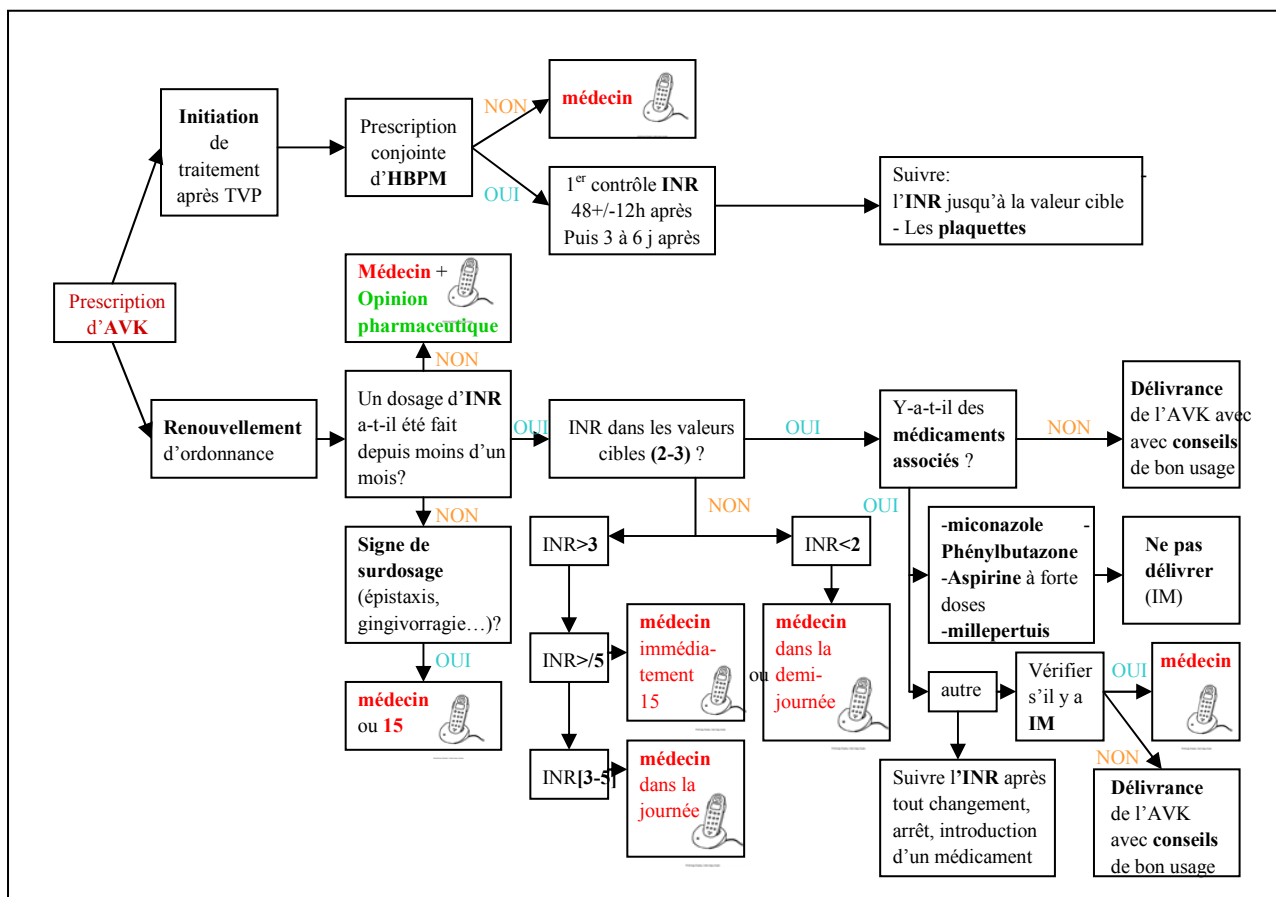 Initiation
de
traitement
après TVP
Prescription
conjointe
d'HBPM
NON
médecin
OUI
1er contrôle INR
48+/-12h après
Puis 3 à 6 j après
Suivre: -
l'INR jusqu'à la valeur cible
- Les plaquettes
Prescription
d'AVK
Médecin +
Opinion
pharmaceutique
NON
Renouvellement
d'ordonnance
Un dosage d'INR
a-t-il été fait
depuis moins d'un
mois?
OUI
INR dans les valeurs
cibles (2-3) ?
OUI
Y-a-t-il des
médicaments
associés ?
NON
Délivrance
de l'AVK avec
avec conseils
de bon usage
NON
Signe de
surdosage
(épistaxis,
gingivorragie…)?
OUI
médecin
ou 15
NON
INR>3
INR<2
INR>/5
médecin
immédia-
tement
15
ou
médecin
dans la
demi-
journée
INR[3-5]
médecin
dans la
journée
OUI
-miconazole -
Phénylbutazone
-Aspirine à forte
doses
-millepertuis
Ne pas
délivrer
(IM)
autre
Vérifier
s'il y a
IM
OUI
médecin
NON
Suivre l'INR après
tout changement,
arrêt, introduction
d'un médicament
Délivrance
de l'AVK
avec conseils
de bon usage